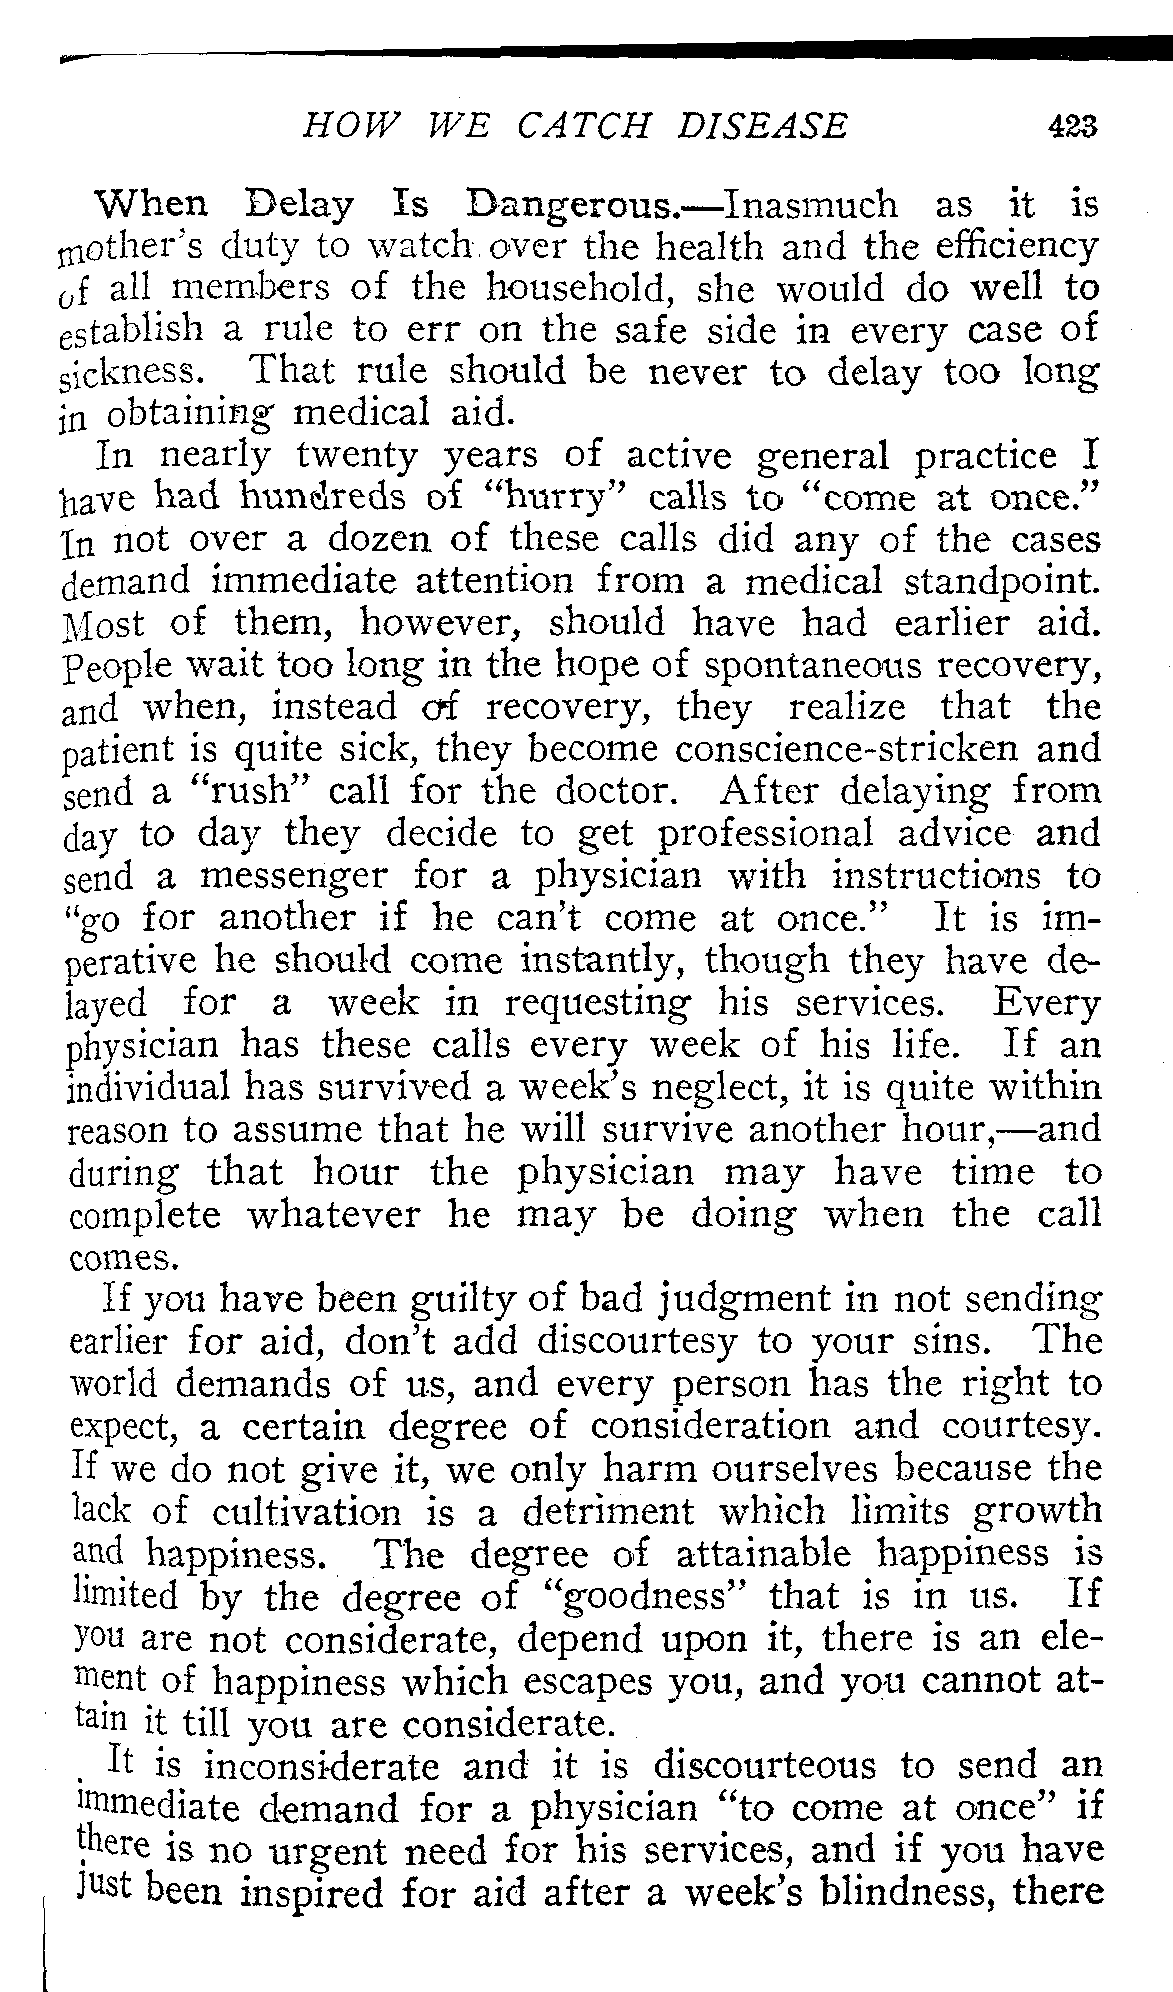 HOW WE CATCH DISEASE 423
When Delay Is Dangerous.—Inasmuch as it is
mother's duty to watch over the health and the efficiency
of all members of the household, she would do well to
establish a rule to err on the safe side in every case of
sickness. That rule should be never to delay too long
in obtaining medical aid.
In nearly twenty years of active general practice I
have had hundreds of "hurry" calls to "come at once."
In not over a dozen of these calls did any of the cases
demand immediate attention from a medical standpoint.
Most of them, however, should have had earlier aid.
People wait too long in the hope of spontaneous recovery,
and when, instead of recovery, they realize that the
patient is quite sick, they become conscience-stricken and
send a "rush" call for the doctor. After delaying from
day to day they decide to get professional advice and
send a messenger for a physician with instructions to
"go for another if he can't come at once." It is im-
perative he should come instantly, though they have de-
layed for a week in requesting his services. Every
physician has these calls every week of his life. If an
individual has survived a week's neglect, it is quite within
reason to assume that he will survive another hour,—and
during that hour the physician may have time to
complete whatever he may be doing when the call
comes.
If you have been guilty of bad judgment in not sending
earlier for aid, don't add discourtesy to your sins. The
world demands of us, and every person has the right to
expect, a certain degree of consideration and courtesy.
If we do not give it, we only harm ourselves because the
lack of cultivation is a detriment which limits growth
and happiness. The degree of attainable happiness is
limited by the degree of "goodness" that is in us. If
you are not considerate, depend upon it, there is an ele-
ment of happiness which escapes you, and you cannot at-
tain it till you are considerate.
It is inconsiderate and it is discourteous to send an
immediate demand for a physician "to come at once" if
there is no urgent need for his services, and if you have
just been inspired for aid after a week's blindness, there